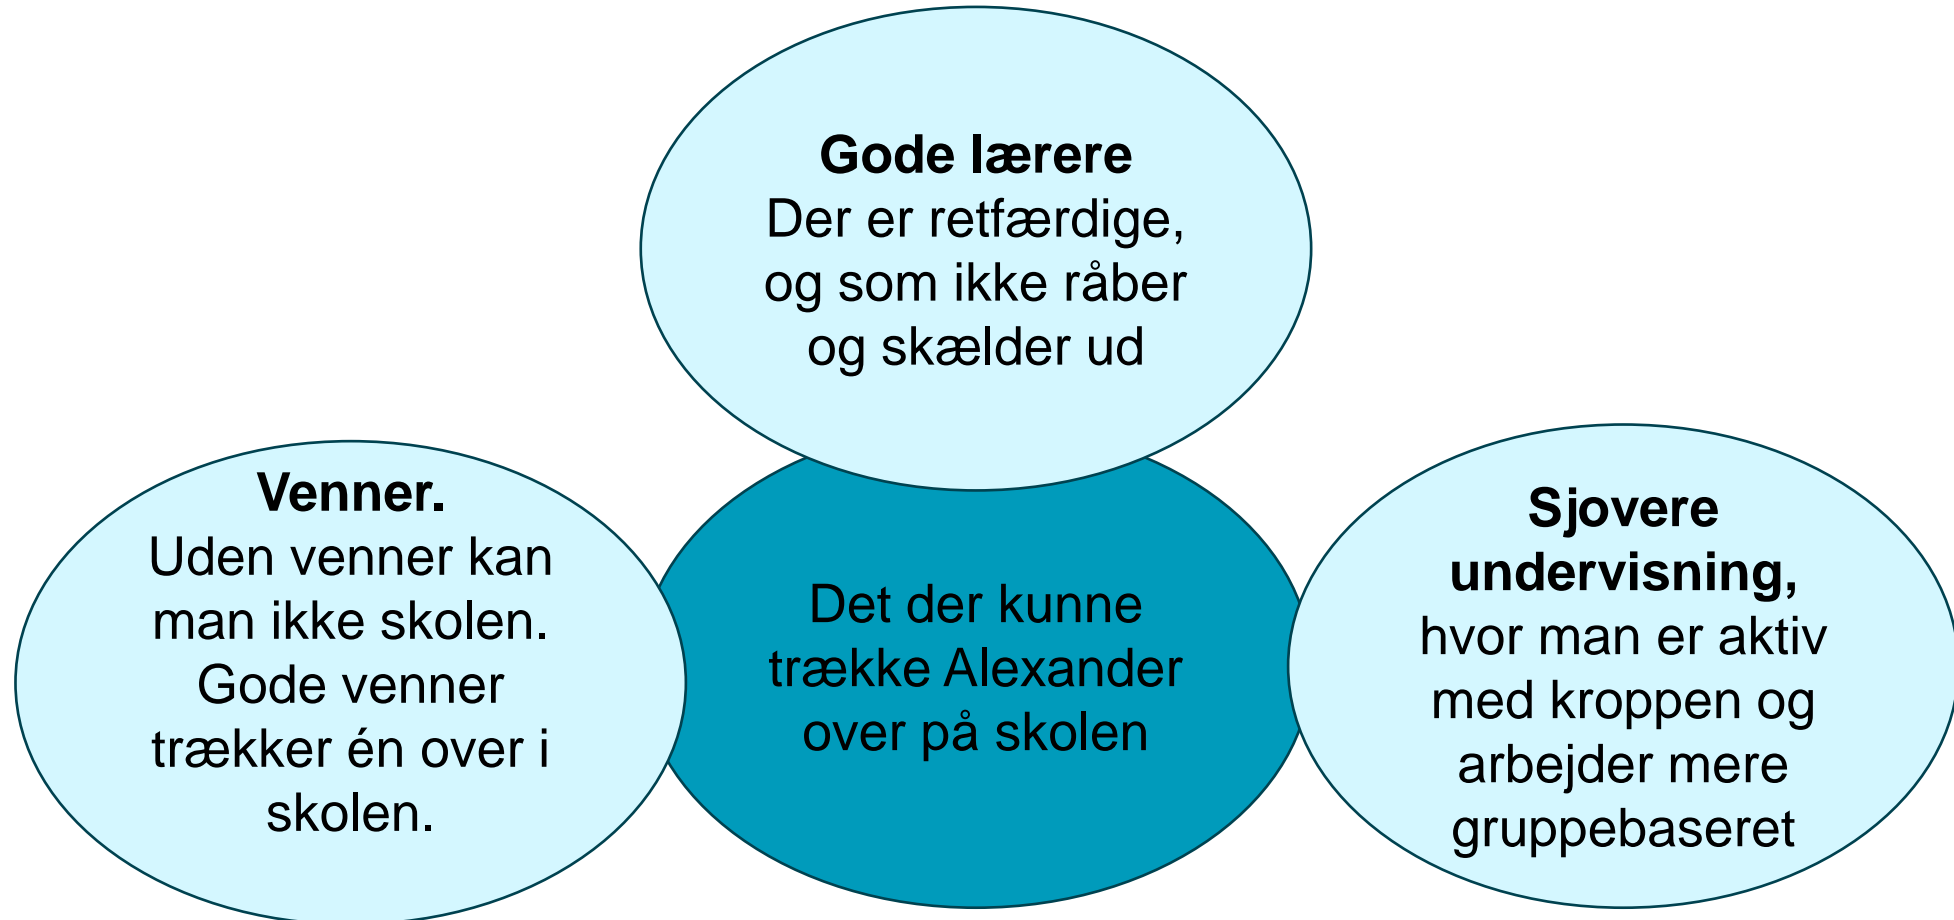 Gode lærere
Der er retfærdige,
og som ikke råber
og skælder ud
Venner.
Uden venner kan
man ikke skolen.
Gode venner
trækker én over i
skolen.
Det der kunne
trække Alexander
over på skolen
Sjovere
undervisning,
hvor man er aktiv
med kroppen og
arbejder mere
gruppebaseret